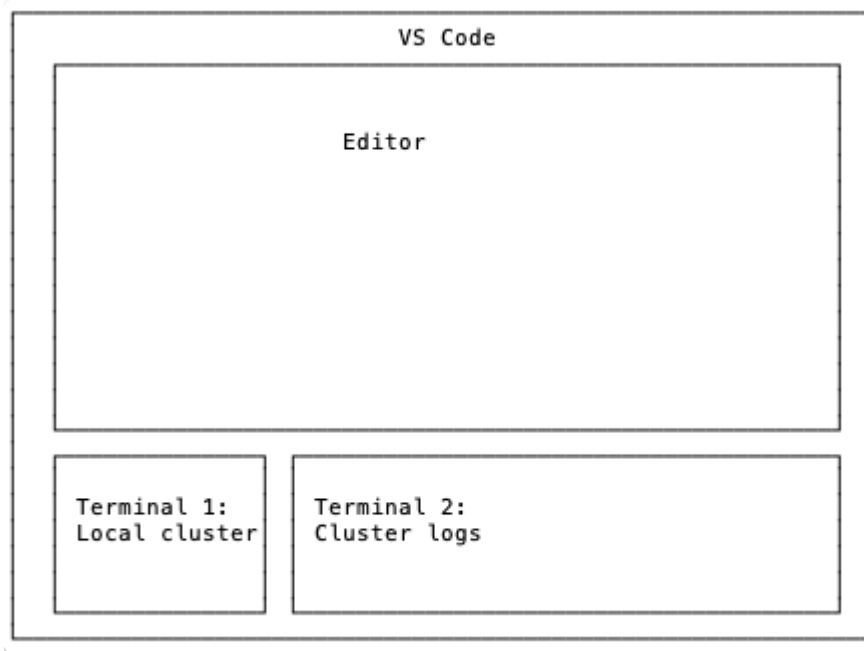 VS Code
Editor
Terminal 1:
Local cluster
Terminal 2:
Cluster logs